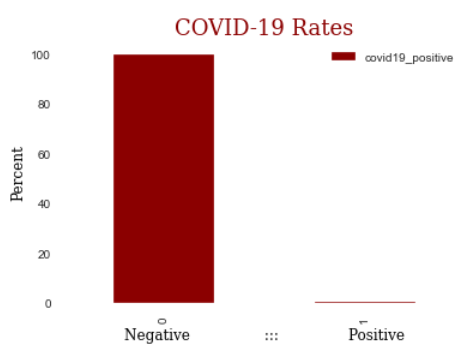 COVID-19 Rates
covid19_positive
100
80
60
40
20
0
Percent
0
1
Negative ::: Positive